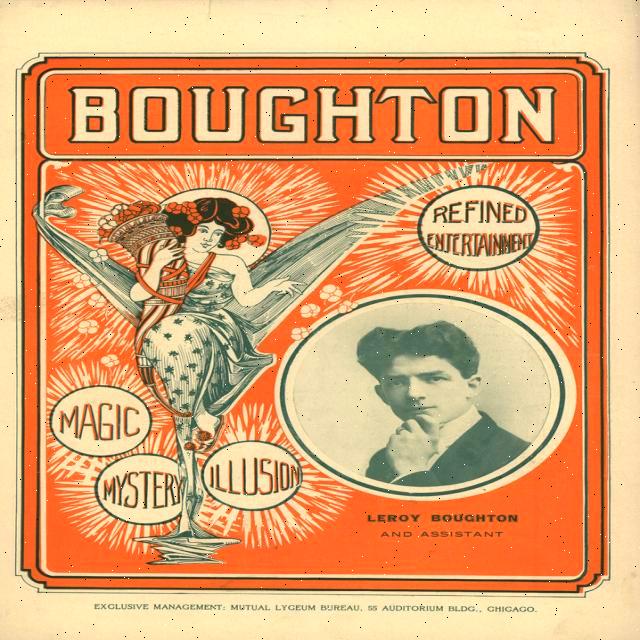 BOUGHTON
REFINED
ENTERTAINMENT
MAGIC
MYSTERY
ILLUSION
LEROY BOUGHTON
AND ASSISTANT
EXCLUSIVE MANAGEMENT: MUTUAL LYCEUM BUREAU, 55 AUDITORIUM BLDG., CHICAGO.